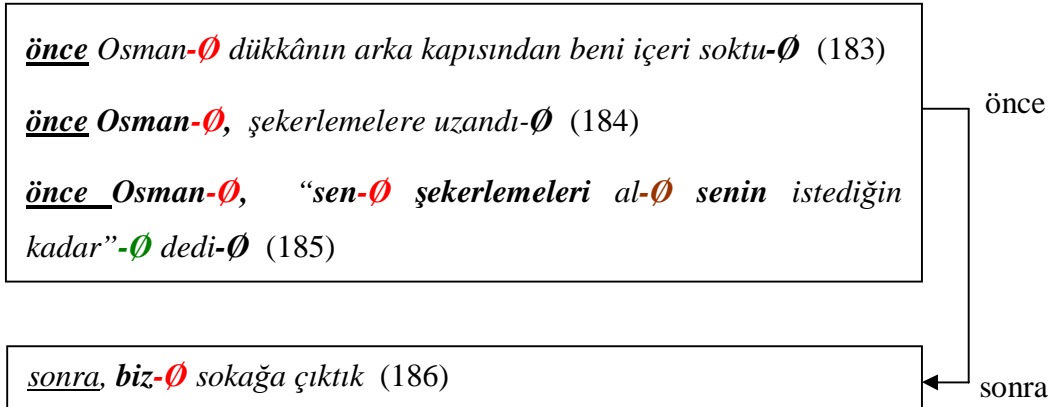 önce Osman-Ø dükkânın arka kapısından beni içeri soktu-Ø (183)
önce
önce Osman-Ø, şekerlemelere uzandı-Ø (184)
önce Osman-Ø, “sen-Ø şekerlemeleri al-Ø senin istediğin
kadar”-Ø dedi-Ø (185)
sonra, biz-Ø sokağa çıktık (186)
sonra